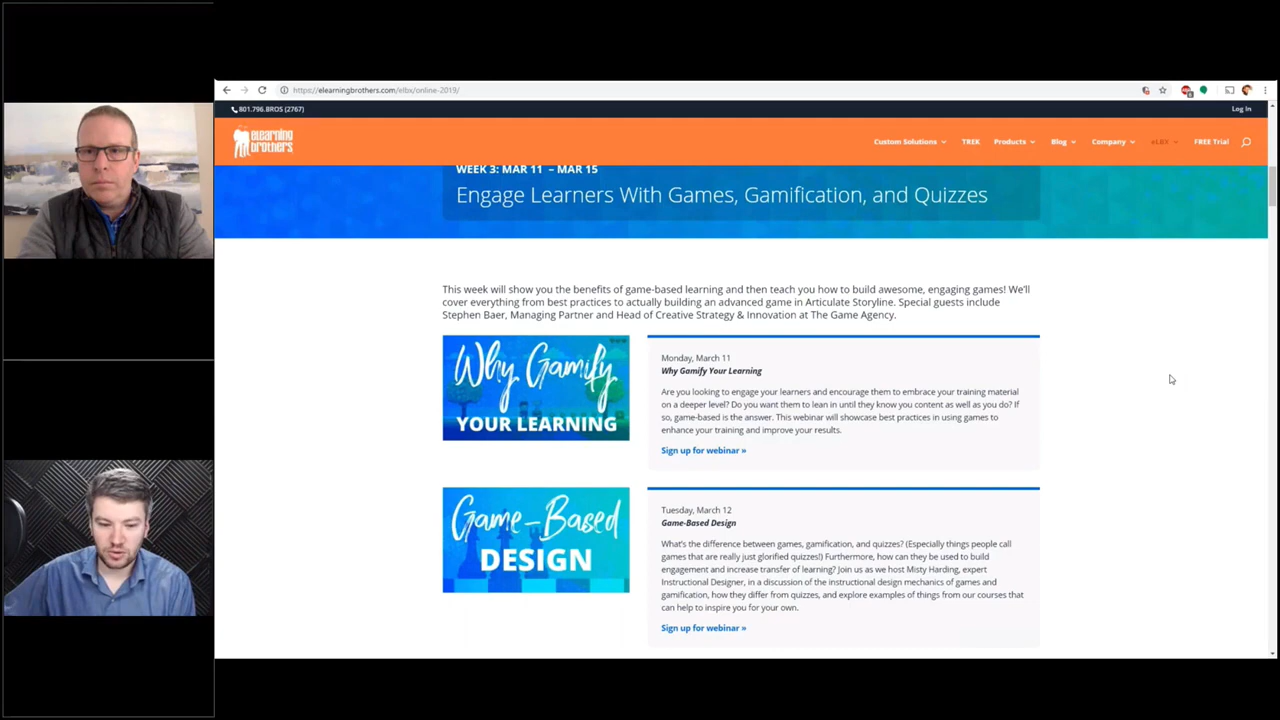 https://elearningbrothers.com/elbx/online-2019/
801.796.BROS (2767)
Log In
elearning
brothers
Custom Solutions
TREK
Products
Blog
Company
eLBX
FREE Trial
WEEK 3: MAR 11 – MAR 15
Engage Learners With Games, Gamification, and Quizzes
This week will show you the benefits of game-based learning and then teach you how to build awesome, engaging games! We'll
cover everything from best practices to actually building an advanced game in Articulate Storyline. Special guests include
Stephen Baer, Managing Partner and Head of Creative Strategy & Innovation at The Game Agency.
Why Gamify
YOUR LEARNING
Monday, March 11
Why Gamify Your Learning
Are you looking to engage your learners and encourage them to embrace your training material
on a deeper level? Do you want them to lean in until they know you content as well as you do? If
so, game-based is the answer. This webinar will showcase best practices in using games to
enhance your training and improve your results.
Sign up for webinar »
Game-Based
DESIGN
Tuesday, March 12
Game-Based Design
What's the difference between games, gamification, and quizzes? (Especially things people call
games that are really just glorified quizzes!) Furthermore, how can they be used to build
engagement and increase transfer of learning? Join us as we host Misty Harding, expert
Instructional Designer, in a discussion of the instructional design mechanics of games and
gamification, how they differ from quizzes, and explore examples of things from our courses that
can help to inspire you for your own.
Sign up for webinar »